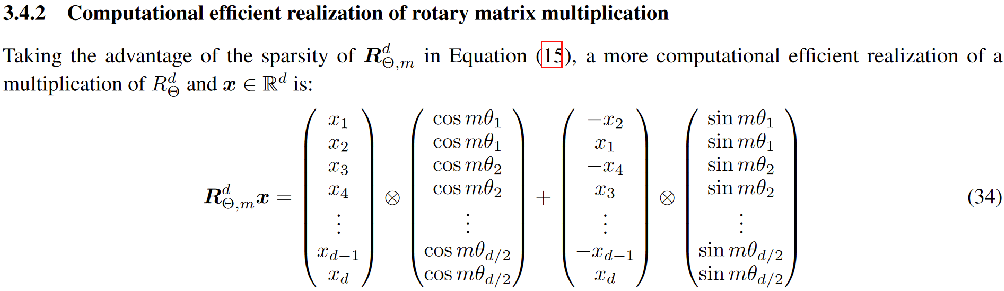 3.4.2 Computational efficient realization of rotary matrix multiplication
Taking the advantage of the sparsity of $\boldsymbol{R}^d_{\Theta,m}$ in Equation (15), a more computational efficient realization of a
multiplication of $R^d_{\Theta}$ and $\boldsymbol{x} \in \mathbb{R}^d$ is:
$$\boldsymbol{R}^d_{\Theta,m}\boldsymbol{x} = \begin{pmatrix} x_1 \\ x_2 \\ x_3 \\ x_4 \\ \vdots \\ x_{d-1} \\ x_d \end{pmatrix} \otimes \begin{pmatrix} \cos m\theta_1 \\ \cos m\theta_1 \\ \cos m\theta_2 \\ \cos m\theta_2 \\ \vdots \\ \cos m\theta_{d/2} \\ \cos m\theta_{d/2} \end{pmatrix} + \begin{pmatrix} -x_2 \\ x_1 \\ -x_4 \\ x_3 \\ \vdots \\ -x_{d-1} \\ x_d \end{pmatrix} \otimes \begin{pmatrix} \sin m\theta_1 \\ \sin m\theta_1 \\ \sin m\theta_2 \\ \sin m\theta_2 \\ \vdots \\ \sin m\theta_{d/2} \\ \sin m\theta_{d/2} \end{pmatrix} \quad (34)$$